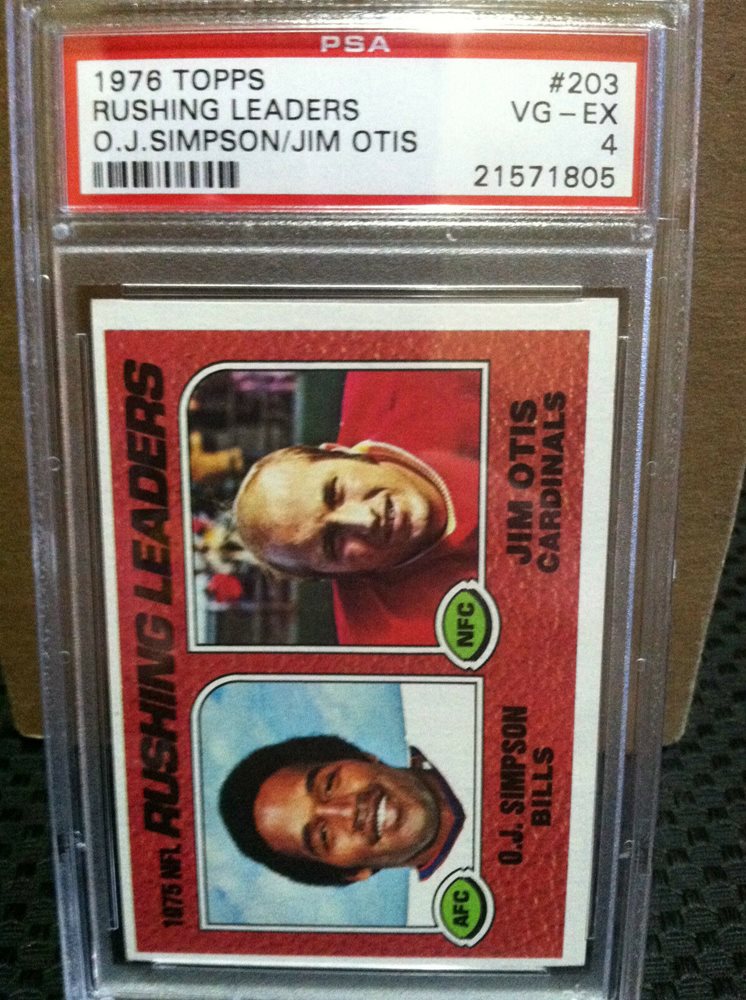 PSA
1976 TOPPS #203
RUSHING LEADERS VG - EX
O.J.SIMPSON/JIM OTIS 4
21571805
1975 NFL RUSHING LEADERS
AFC
NFC
O.J. SIMPSON
BILLS
JIM OTIS
CARDINALS